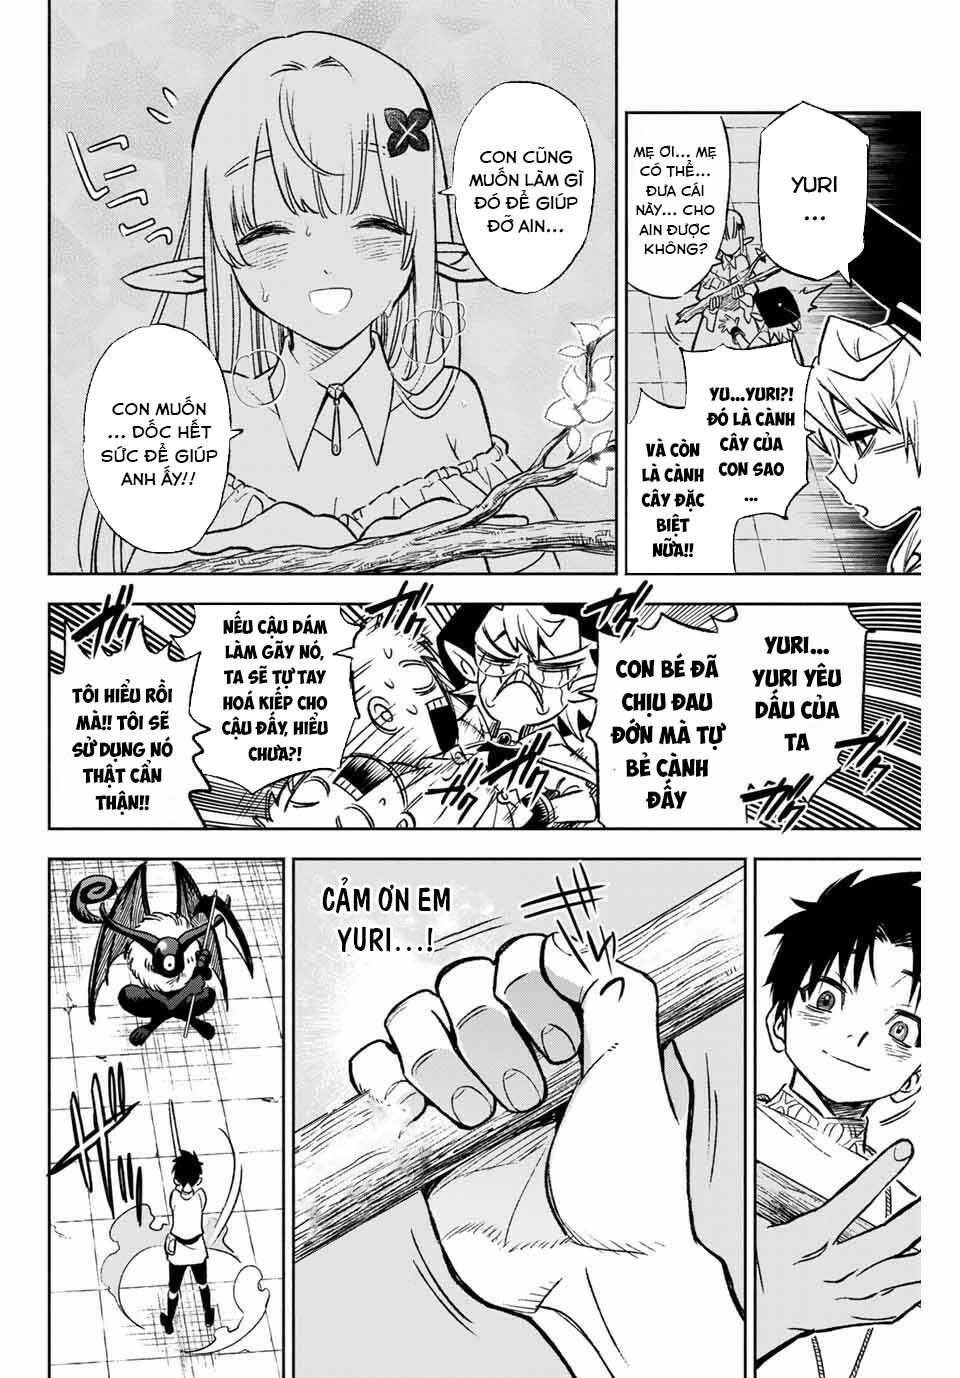 YURI
...
MẸ ƠI... MẸ
CÓ THỂ...
ĐƯA CÁI
NÀY... CHO
AIN ĐƯỢC
KHÔNG?
YU...YURI?!
ĐÓ LÀ CÀNH
CÂY CỦA
CON SAO
...
VÀ CÒN
LÀ CÀNH
CÂY ĐẶC
BIỆT
NỮA!!
CON CŨNG
MUỐN LÀM GÌ
ĐÓ ĐỂ GIÚP
ĐỠ AIN...
CON MUỐN
... DỐC HẾT
SỨC ĐỂ GIÚP
ANH ẤY!!
YURI...
YURI YÊU
DẤU CỦA
TA
CON BÉ ĐÃ
CHỊU ĐAU
ĐỚN MÀ TỰ
BẺ CÀNH
ĐẤY
NẾU CẬU DÁM
LÀM GÃY NÓ,
TA SẼ TỰ TAY
HOÁ KIẾP CHO
CẬU ĐẤY, HIỂU
CHƯA?!
TÔI HIỂU RỒI
MÀ!! TÔI SẼ
SỬ DỤNG NÓ
THẬT CẨN
THẬN!!
CẢM ƠN EM
YURI...!